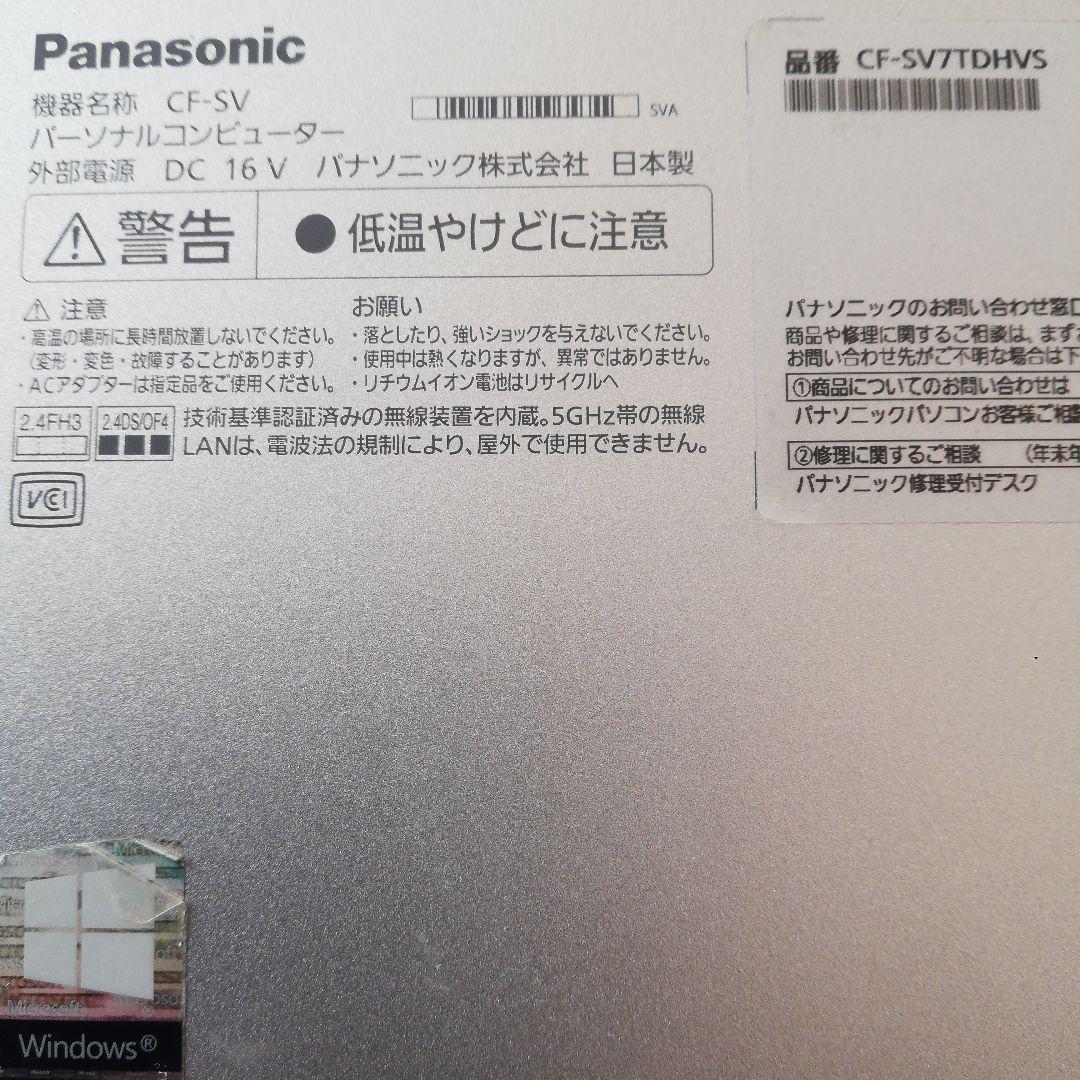 Panasonic
機器名称 CF-SV
SVA
パーソナルコンピューター
外部電源 DC 16 V パナソニック株式会社 日本製
警告 ●低温やけどに注意
注意
・高温の場所に長時間放置しないでください。
(変形・変色・故障することがあります)
・ACアダプターは指定品をご使用ください。
お願い
・落としたり、強いショックを与えないでください。
・使用中は熱くなりますが、異常ではありません。
・リチウムイオン電池はリサイクルへ
2.4FH3
2.4DS/OF4
技術基準認証済みの無線装置を内蔵。5GHz帯の無線
LANは、電波法の規制により、屋外で使用できません。
VCI
品番 CF-SV7TDHVS
パナソニックのお問い合わせ窓口
商品や修理に関するご相談は、まず
お問い合わせ先がご不明な場合は下
①商品についてのお問い合わせは
パナソニックパソコンお客様ご相
②修理に関するご相談 (年末年
パナソニック修理受付デスク
Microsoft
Windows®